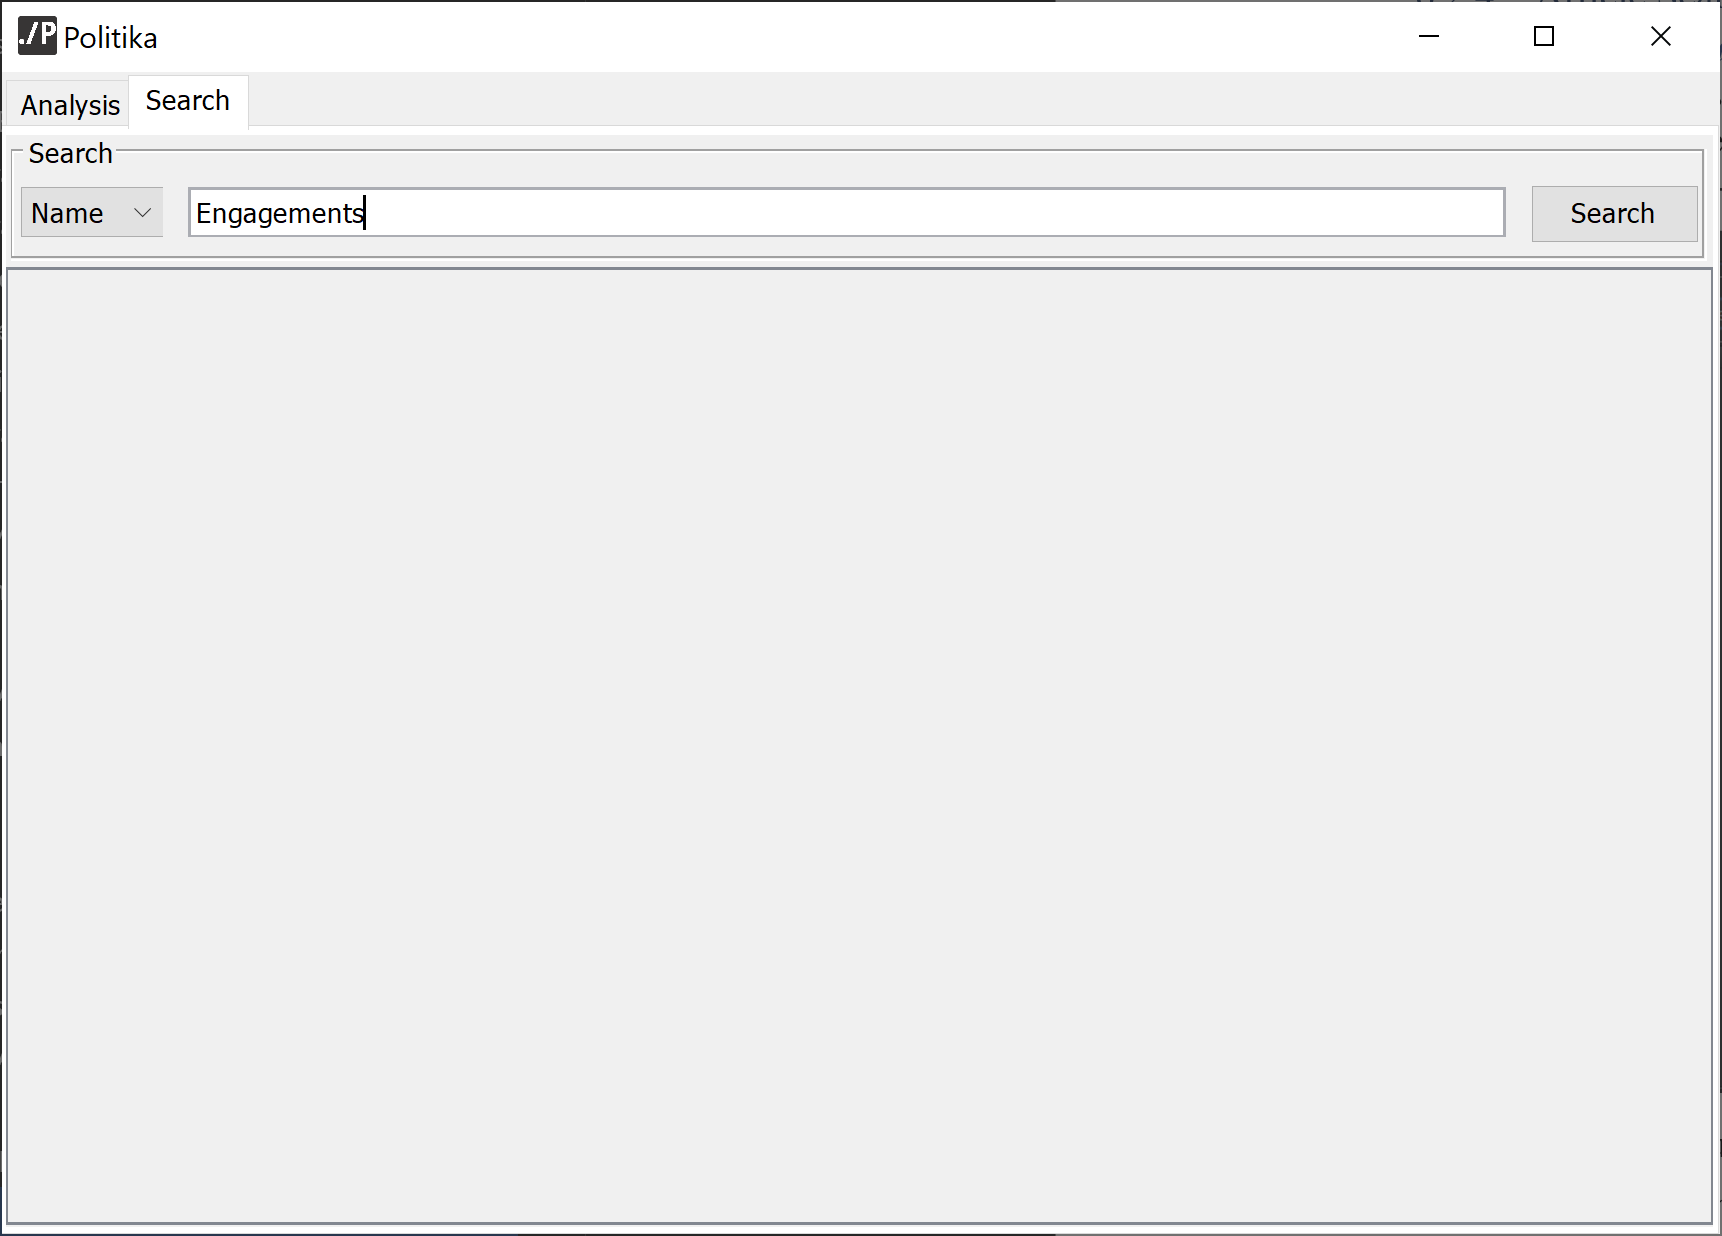 ./P Politika
Analysis Search
Search
Name Engagements Search